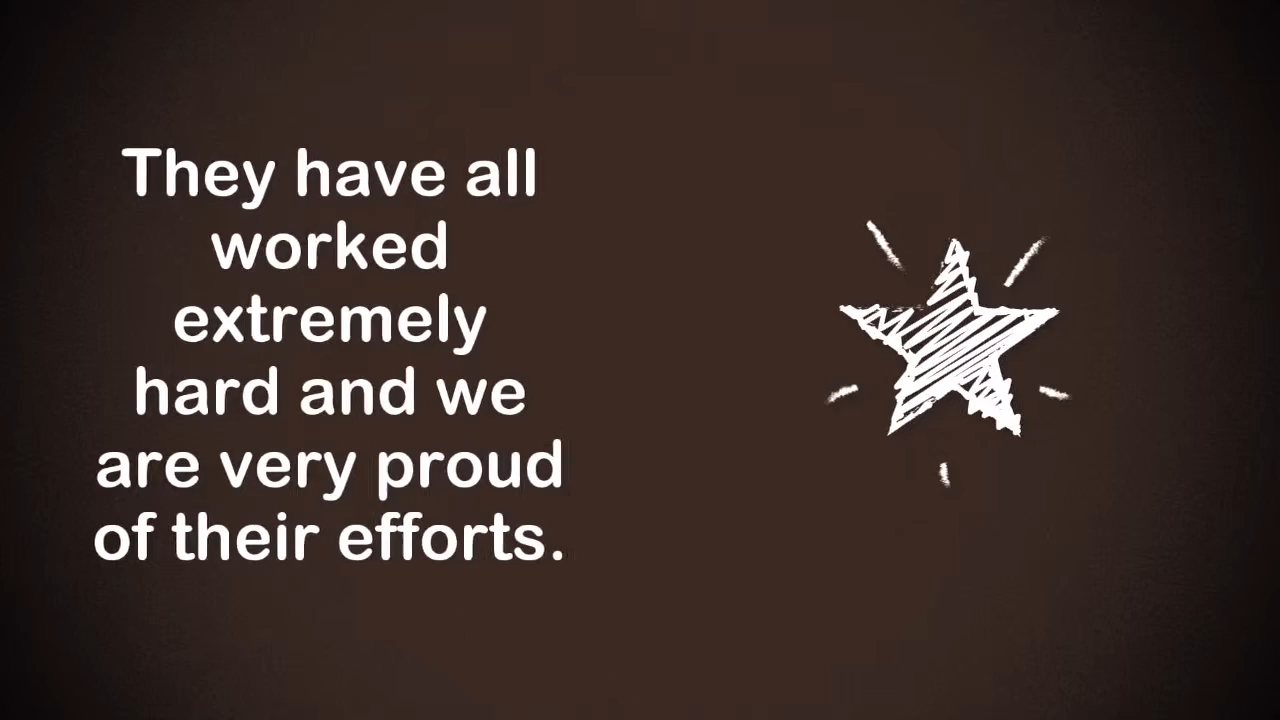 They have all
worked
extremely
hard and we
are very proud
of their efforts.